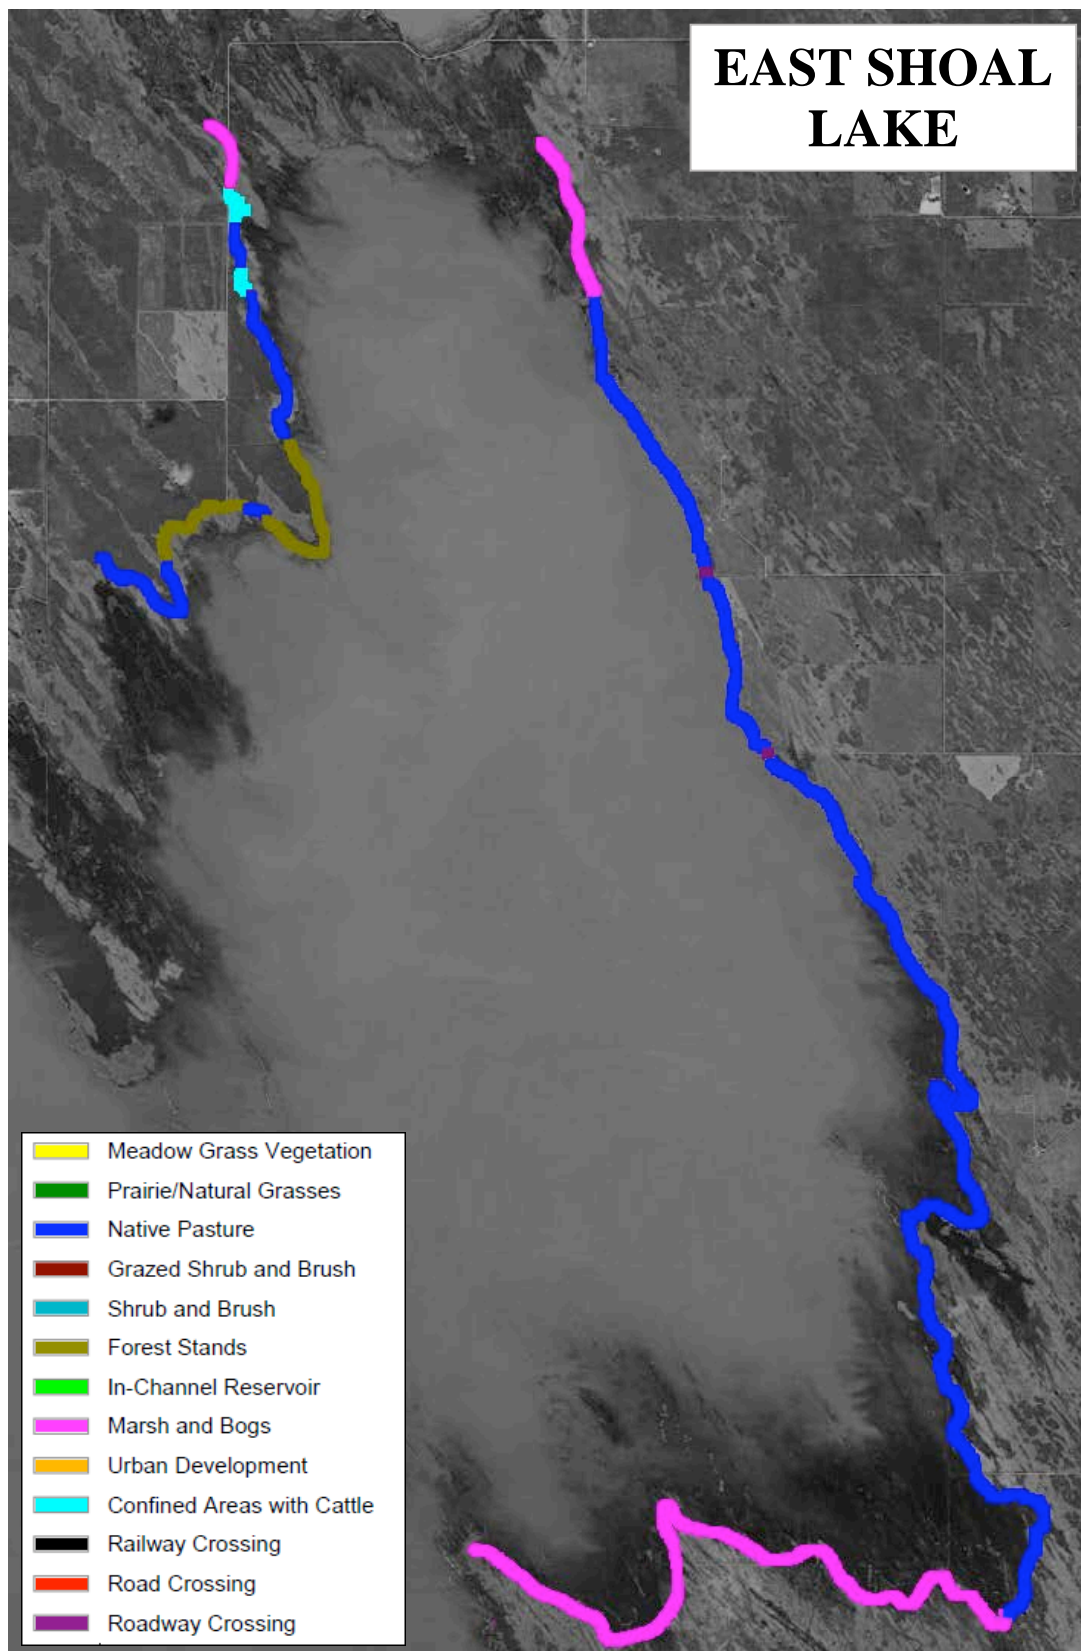 EAST SHOAL
LAKE
Meadow Grass Vegetation
Prairie/Natural Grasses
Native Pasture
Grazed Shrub and Brush
Shrub and Brush
Forest Stands
In-Channel Reservoir
Marsh and Bogs
Urban Development
Confined Areas with Cattle
Railway Crossing
Road Crossing
Roadway Crossing